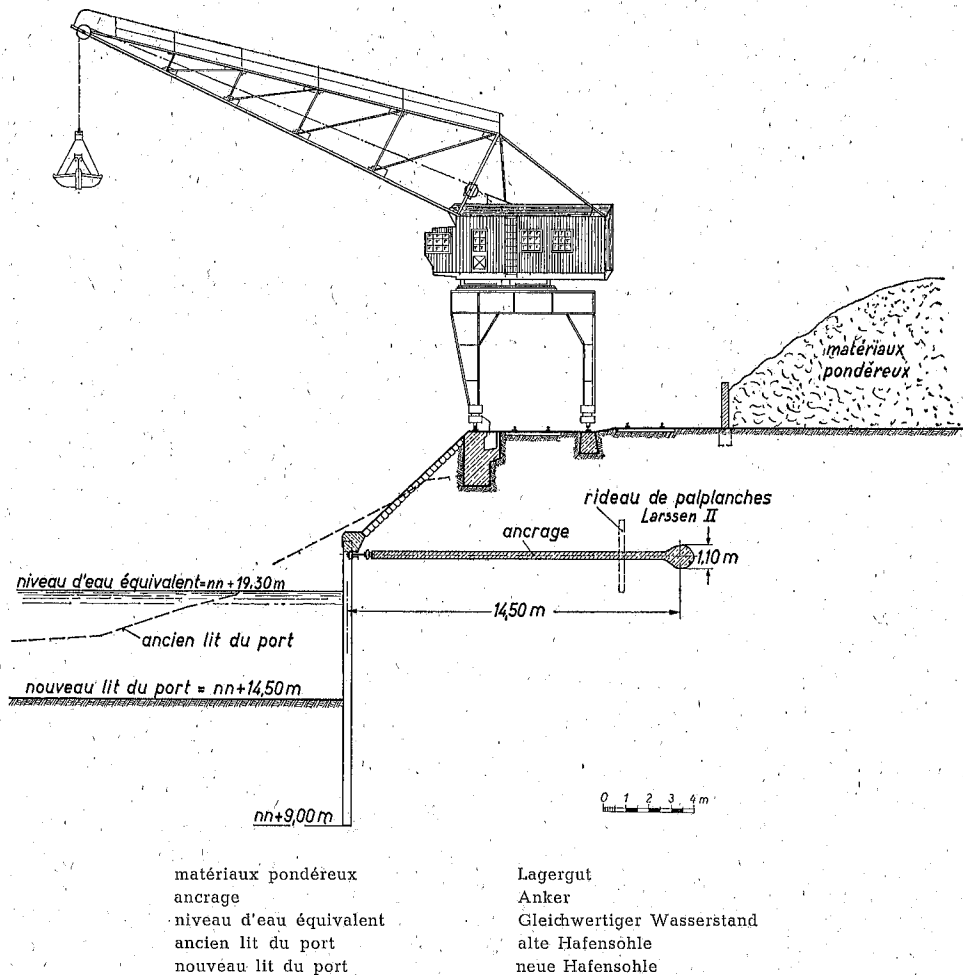 matériaux
pondéreux
rideau de palplanches
Larssen II
ancrage
1,10 m
niveau d'eau équivalent=nn+19,30 m
14,50 m
ancien lit du port
nouveau lit du port = nn+14,50 m
0 1 2 3 4 m
nn+9,00 m
matériaux pondéreux Lagergut
ancrage Anker
niveau d'eau équivalent Gleichwertiger Wasserstand
ancien lit du port alte Hafensohle
nouveau lit du port neue Hafensohle